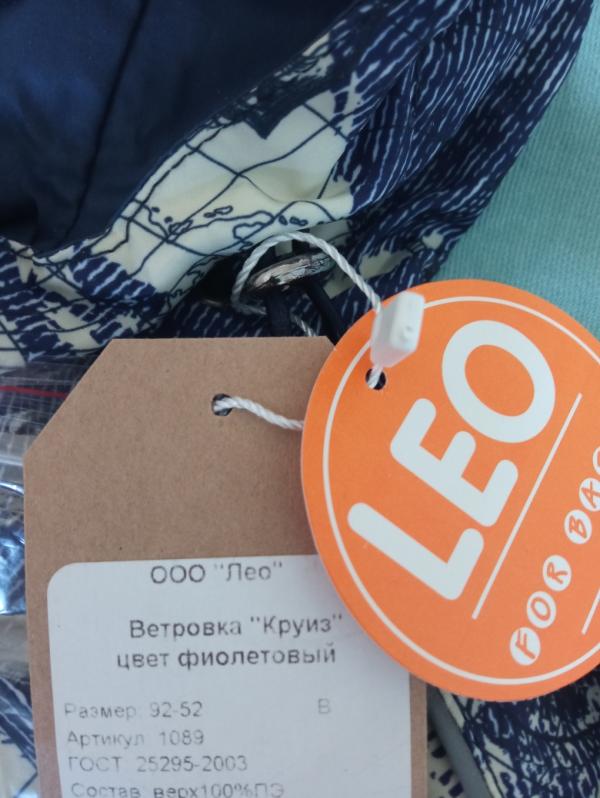 LEO
FOR BA
ООО "Лео"
Ветровка "Круиз"
цвет фиолетовый
Размер: 92-52 В
Артикул: 1089
ГОСТ: 25295-2003
Состав: верх100%ПЭ